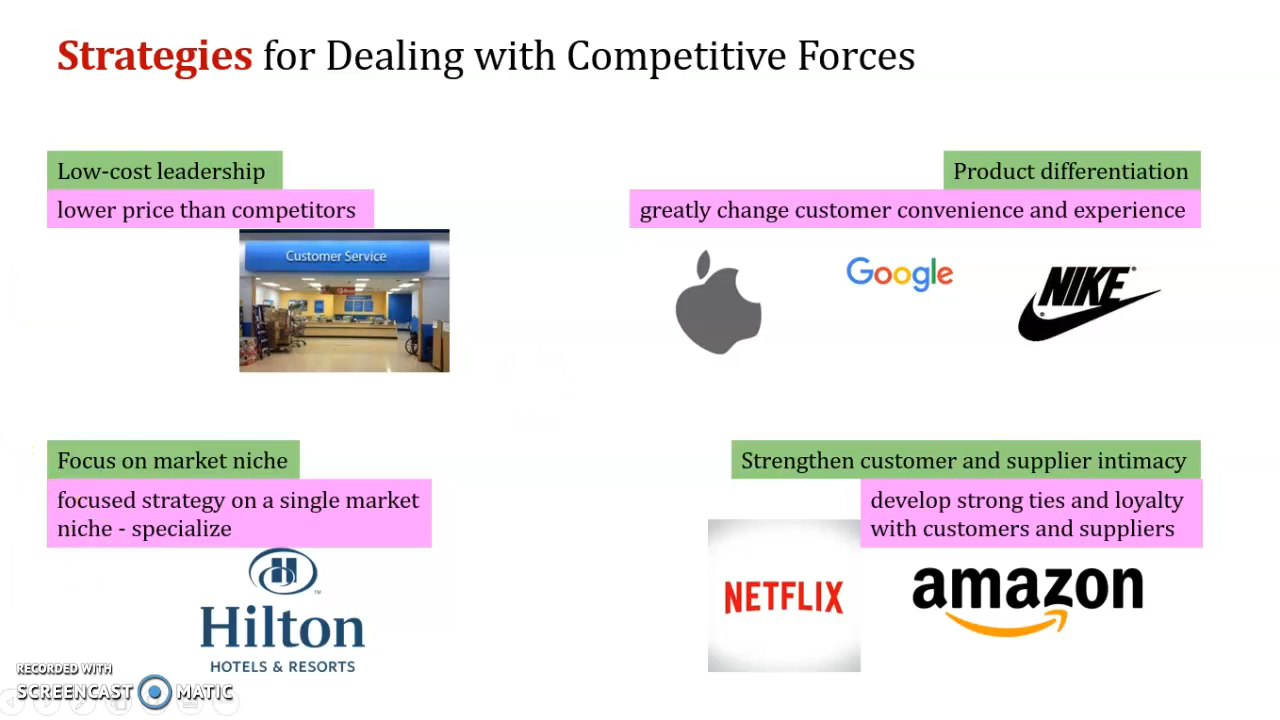 Strategies for Dealing with Competitive Forces
Low-cost leadership
lower price than competitors
Customer Service
Product differentiation
greatly change customer convenience and experience
Google
NIKE
Focus on market niche
focused strategy on a single market
niche - specialize
Hilton
HOTELS & RESORTS
Strengthen customer and supplier intimacy
develop strong ties and loyalty
with customers and suppliers
NETFLIX
amazon
RECORDED WITH
SCREENCAST MATIC